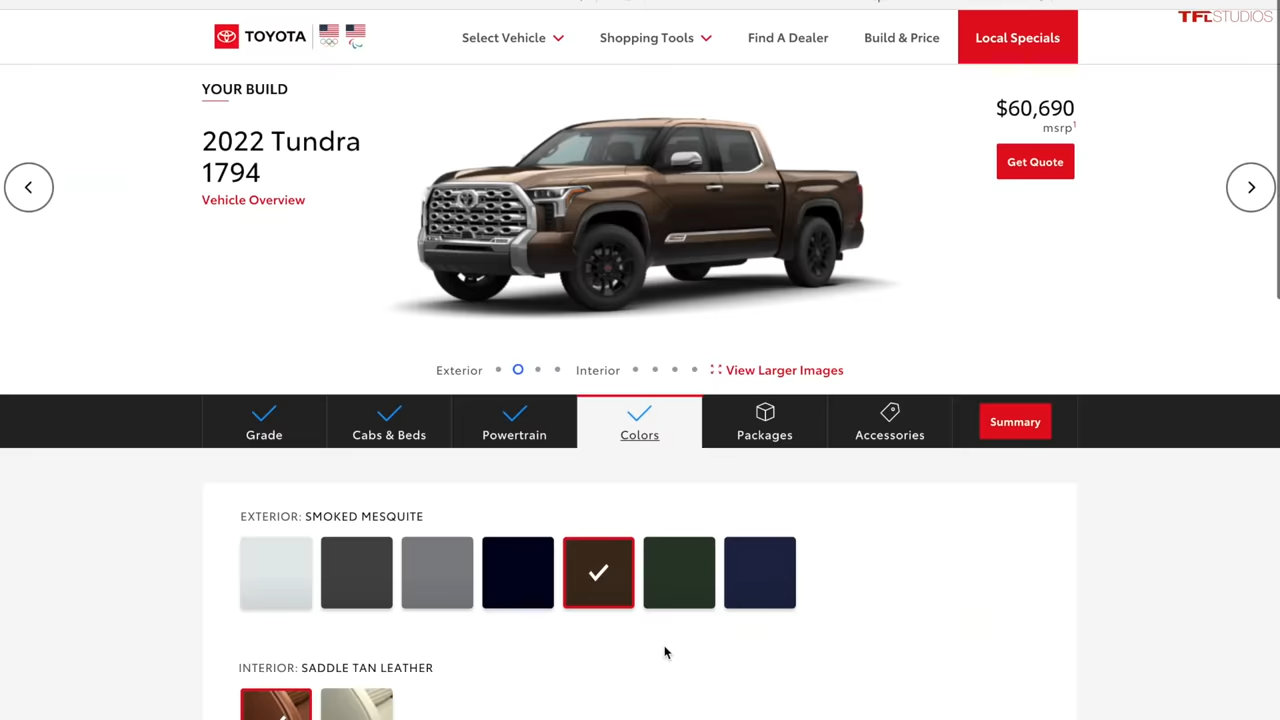 TFLSTUDIOS
TOYOTA
Select Vehicle
Shopping Tools
Find A Dealer
Build & Price
Local Specials
YOUR BUILD
2022 Tundra
1794
Vehicle Overview
$60,690
msrp1
Get Quote
Exterior
Interior
View Larger Images
Grade
Cabs & Beds
Powertrain
Colors
Packages
Accessories
Summary
EXTERIOR: SMOKED MESQUITE
INTERIOR: SADDLE TAN LEATHER